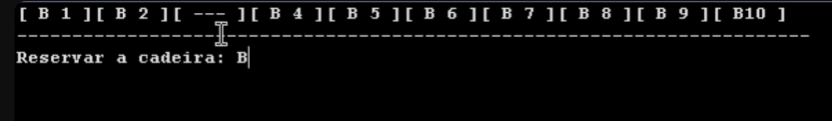 [ B 1 ][ B 2 ][ --- ][ B 4 ][ B 5 ][ B 6 ][ B 7 ][ B 8 ][ B 9 ][ B10 ]
--------------------------------------------------------------------------------
Reservar a cadeira: B